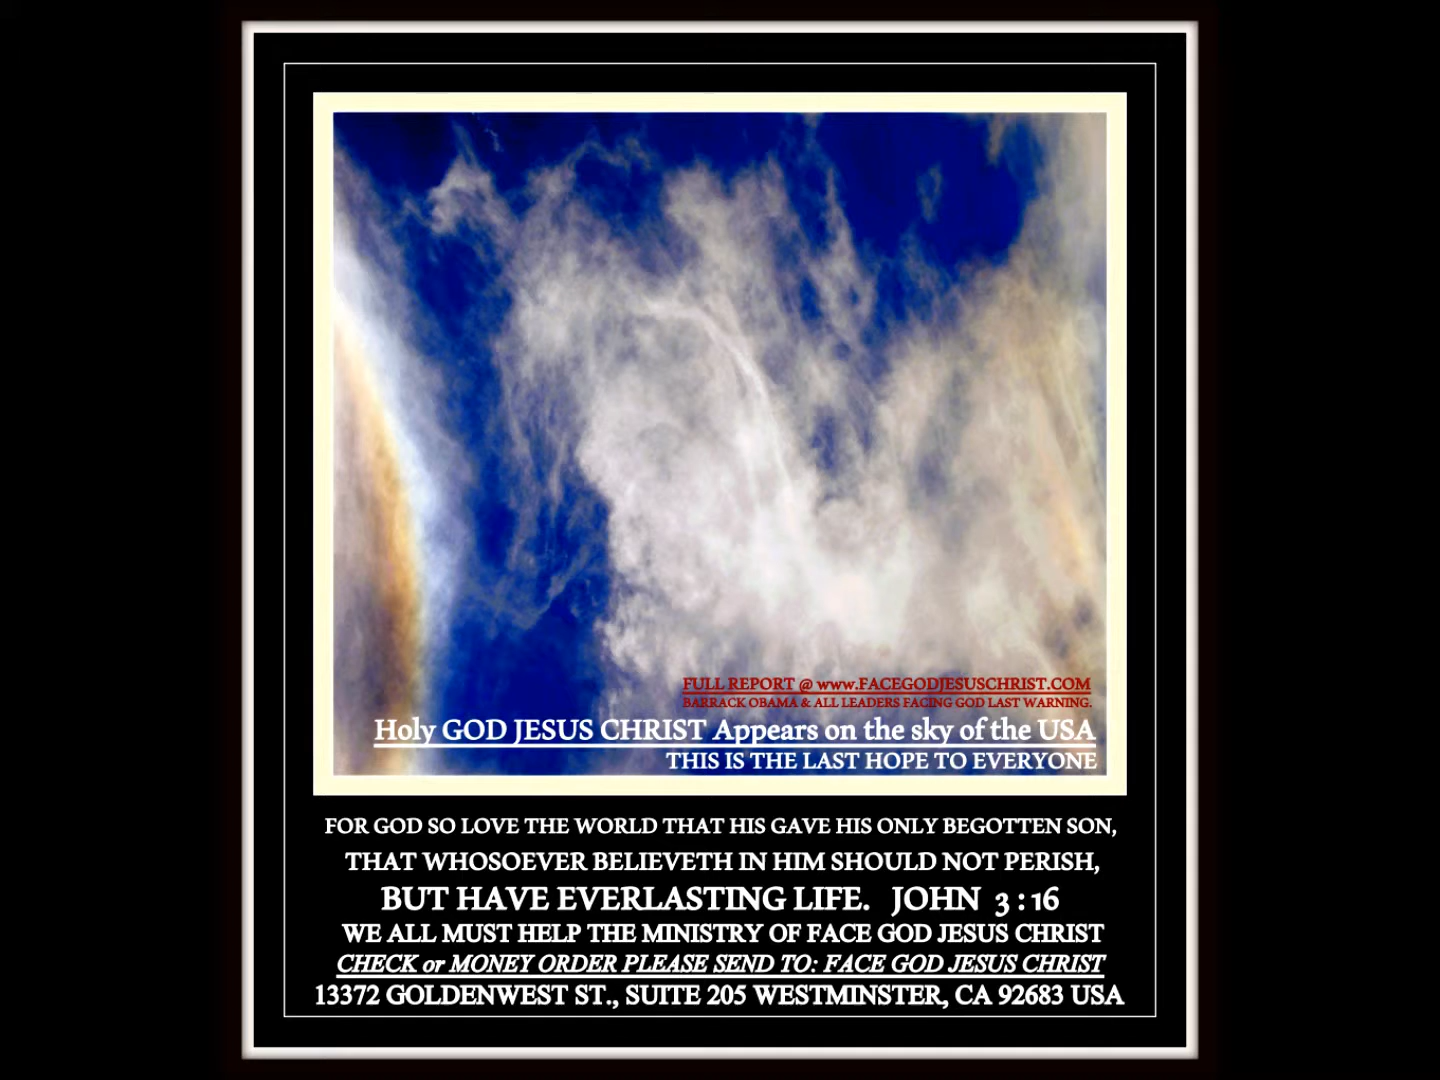 FULL REPORT @ www.FACEGODJESUSCHRIST.COM
BARRACK OBAMA & ALL LEADERS FACING GOD LAST WARNING.
Holy GOD JESUS CHRIST Appears on the sky of the USA
THIS IS THE LAST HOPE TO EVERYONE
FOR GOD SO LOVE THE WORLD THAT HIS GAVE HIS ONLY BEGOTTEN SON,
THAT WHOSOEVER BELIEVETH IN HIM SHOULD NOT PERISH,
BUT HAVE EVERLASTING LIFE. JOHN 3 : 16
WE ALL MUST HELP THE MINISTRY OF FACE GOD JESUS CHRIST
CHECK or MONEY ORDER PLEASE SEND TO: FACE GOD JESUS CHRIST
13372 GOLDENWEST ST., SUITE 205 WESTMINSTER, CA 92683 USA